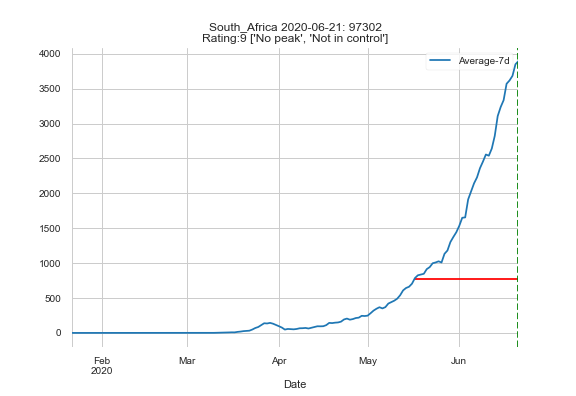 South_Africa 2020-06-21: 97302
Rating:9 ['No peak', 'Not in control']
Average-7d
4000
3500
3000
2500
2000
1500
1000
500
0
Feb Mar Apr May Jun
2020
Date